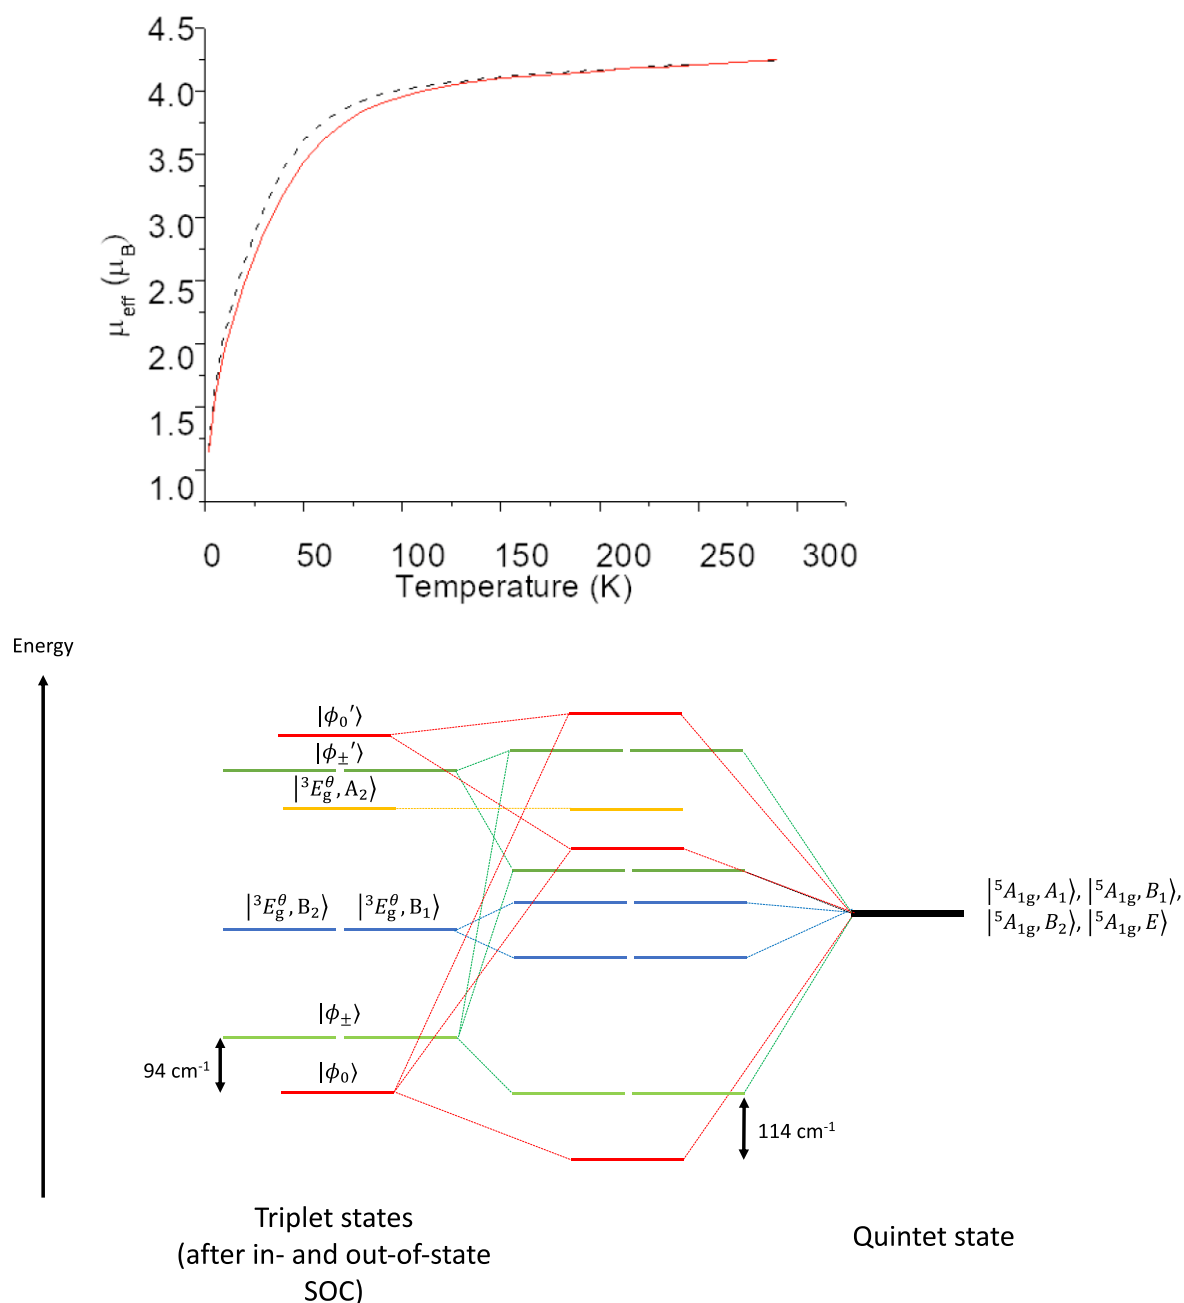 4.5
4.0
3.5
3.0
2.5
2.0
1.5
1.0
μeff (μB)
0 50 100 150 200 250 300
Temperature (K)
Energy
|ϕ₀′⟩
|ϕ±′⟩
|³Egθ, A₂⟩
|³Egθ, B₂⟩ |³Egθ, B₁⟩
|ϕ±⟩
94 cm⁻¹
|ϕ₀⟩
114 cm⁻¹
|⁵A₁g, A₁⟩, |⁵A₁g, B₁⟩,
|⁵A₁g, B₂⟩, |⁵A₁g, E⟩
Triplet states
(after in- and out-of-state
SOC)
Quintet state